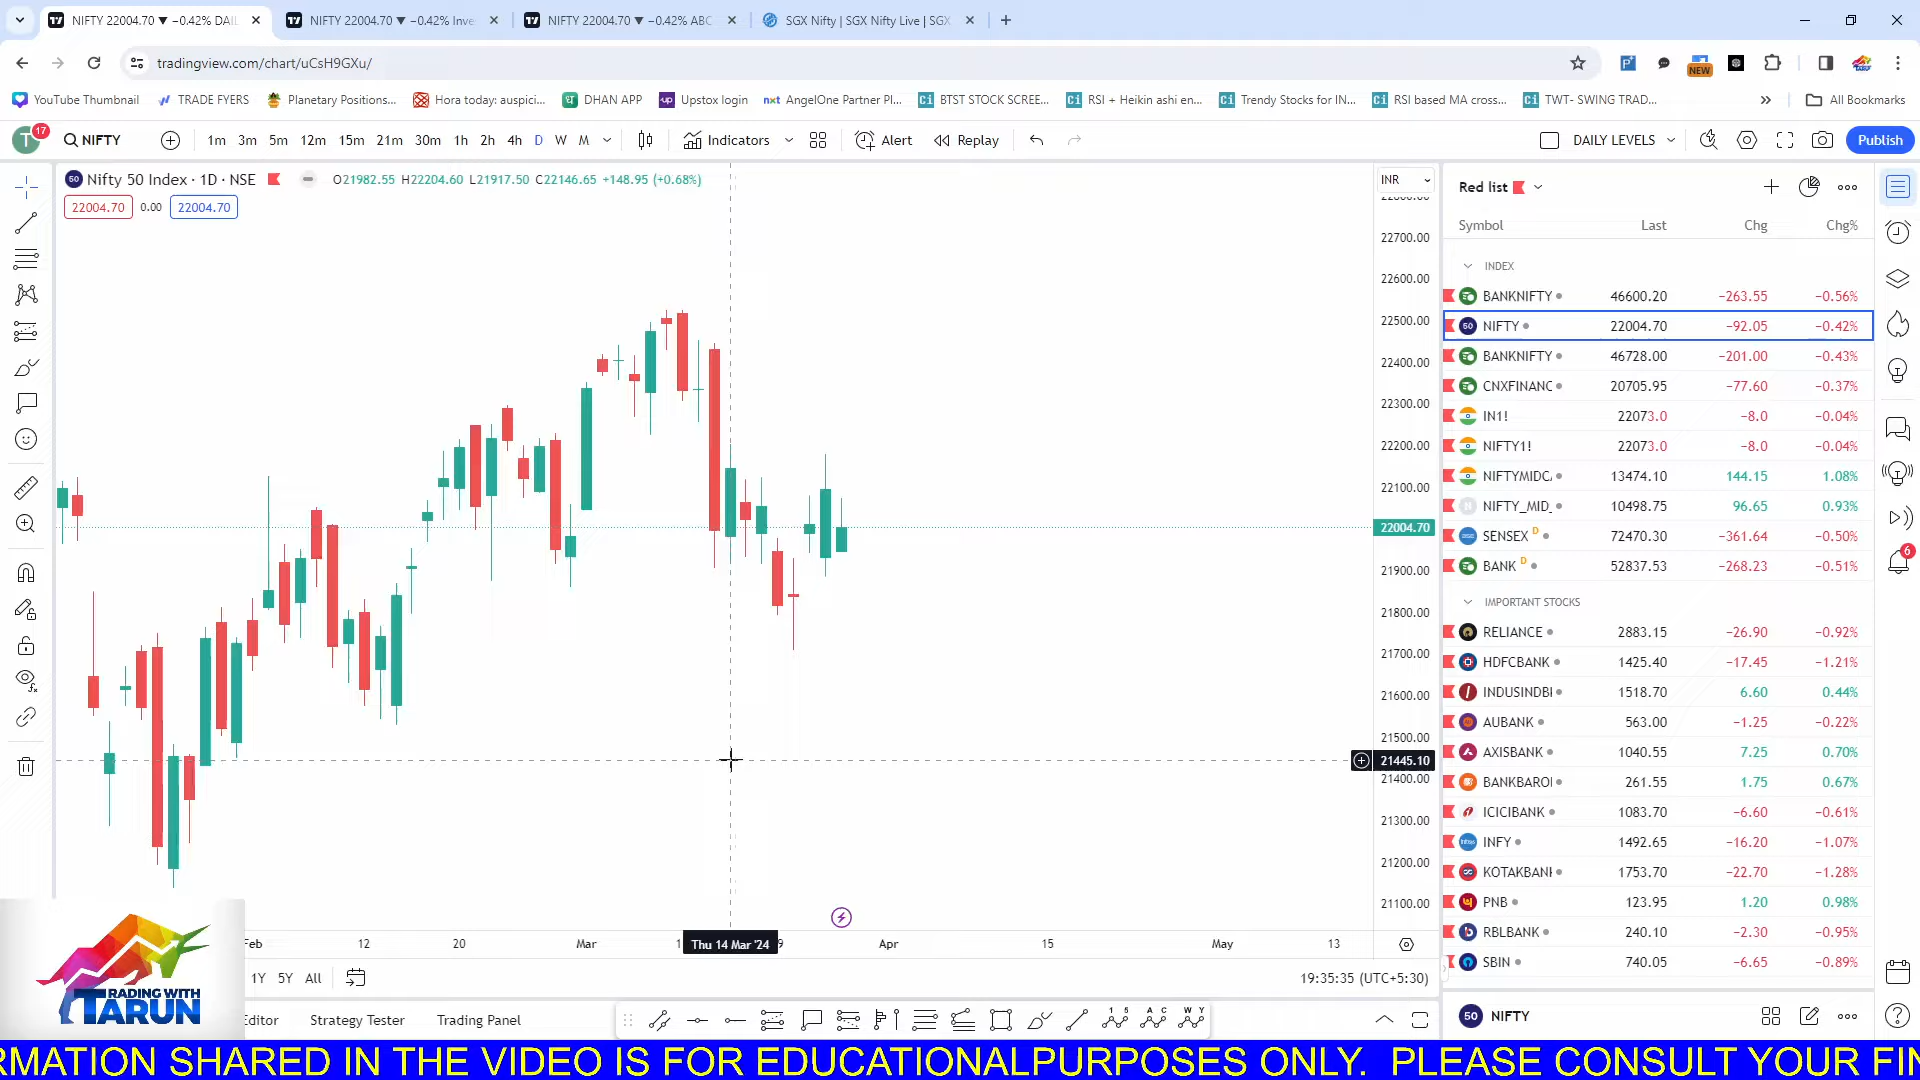 NIFTY 22004.70 ▼ −0.42% DAIL
NIFTY 22004.70 ▼ −0.42% Inve
NIFTY 22004.70 ▼ −0.42% ABC
SGX Nifty | SGX Nifty Live | SGX
tradingview.com/chart/uCsH9GXu/
NEW
YouTube Thumbnail
TRADE FYERS
Planetary Positions...
Hora today: auspici...
DHAN APP
Upstox login
AngelOne Partner Pl...
BTST STOCK SCREE...
RSI + Heikin ashi en...
Trendy Stocks for IN...
RSI based MA cross...
TWT- SWING TRAD...
All Bookmarks
T 17 NIFTY 1m 3m 5m 12m 15m 21m 30m 1h 2h 4h D W M Indicators Alert Replay DAILY LEVELS Publish
Nifty 50 Index · 1D · NSE O21982.55 H22204.60 L21917.50 C22146.65 +148.95 (+0.68%)
22004.70 0.00 22004.70
INR
22800.00
22700.00
22600.00
22500.00
22400.00
22300.00
22200.00
22100.00
22004.70
21900.00
21800.00
21700.00
21600.00
21500.00
21445.10
21400.00
21300.00
21200.00
21100.00
Feb 12 20 Mar 1 Thu 14 Mar '24 9 Apr 15 May 13
1Y 5Y All 19:35:35 (UTC+5:30)
Editor Strategy Tester Trading Panel
Red list
Symbol Last Chg Chg%
INDEX
BANKNIFTY 46600.20 −263.55 −0.56%
NIFTY 22004.70 −92.05 −0.42%
BANKNIFTY 46728.00 −201.00 −0.43%
CNXFINANC 20705.95 −77.60 −0.37%
IN1! 22073.0 −8.0 −0.04%
NIFTY1! 22073.0 −8.0 −0.04%
NIFTYMIDCA 13474.10 144.15 1.08%
NIFTY_MID_ 10498.75 96.65 0.93%
SENSEX D 72470.30 −361.64 −0.50%
BANK D 52837.53 −268.23 −0.51%
IMPORTANT STOCKS
RELIANCE 2883.15 −26.90 −0.92%
HDFCBANK 1425.40 −17.45 −1.21%
INDUSINDBI 1518.70 6.60 0.44%
AUBANK 563.00 −1.25 −0.22%
AXISBANK 1040.55 7.25 0.70%
BANKBAROI 261.55 1.75 0.67%
ICICIBANK 1083.70 −6.60 −0.61%
INFY 1492.65 −16.20 −1.07%
KOTAKBANI 1753.70 −22.70 −1.28%
PNB 123.95 1.20 0.98%
RBLBANK 240.10 −2.30 −0.95%
SBIN 740.05 −6.65 −0.89%
NIFTY
6
TRADING WITH
TARUN
RMATION SHARED IN THE VIDEO IS FOR EDUCATIONALPURPOSES ONLY. PLEASE CONSULT YOUR FIN